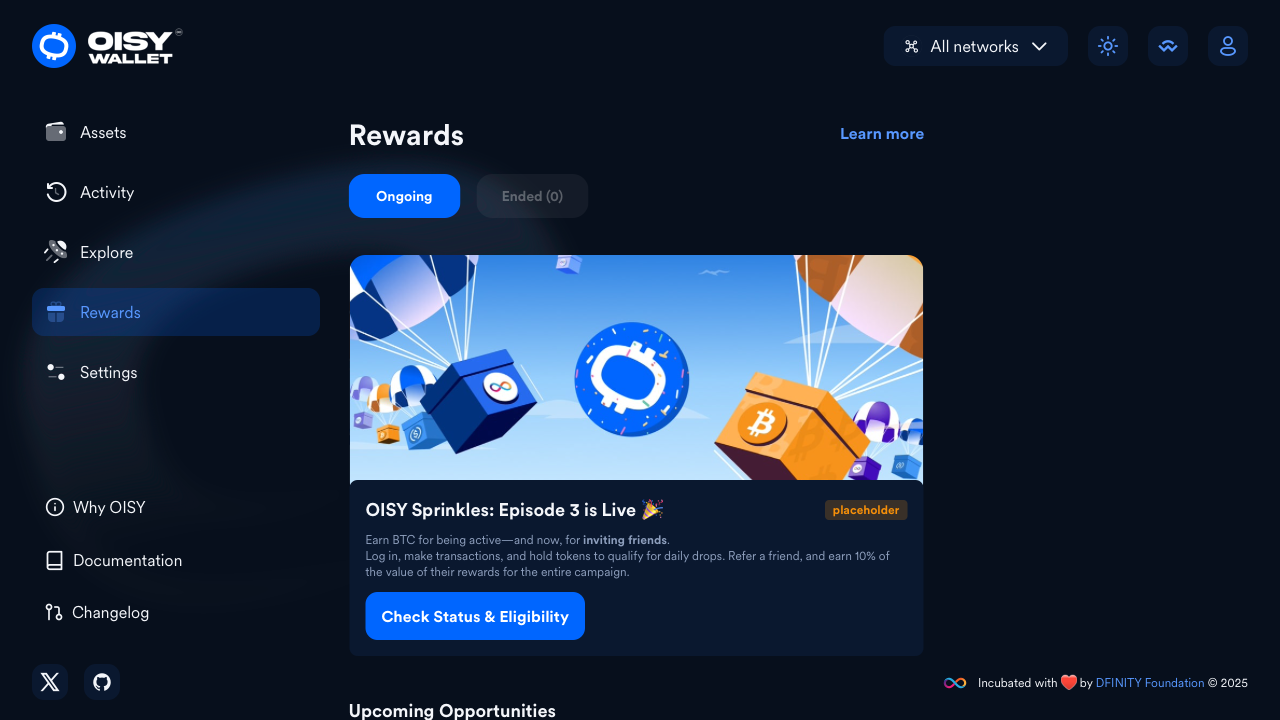 OISY
WALLET
All networks
Assets
Activity
Explore
Rewards
Settings
Why OISY
Documentation
Changelog
Rewards
Learn more
Ongoing
Ended (0)
OISY Sprinkles: Episode 3 is Live 🎉
placeholder
Earn BTC for being active—and now, for inviting friends.
Log in, make transactions, and hold tokens to qualify for daily drops. Refer a friend, and earn 10% of
the value of their rewards for the entire campaign.
Check Status & Eligibility
Upcoming Opportunities
Incubated with ❤️ by DFINITY Foundation © 2025